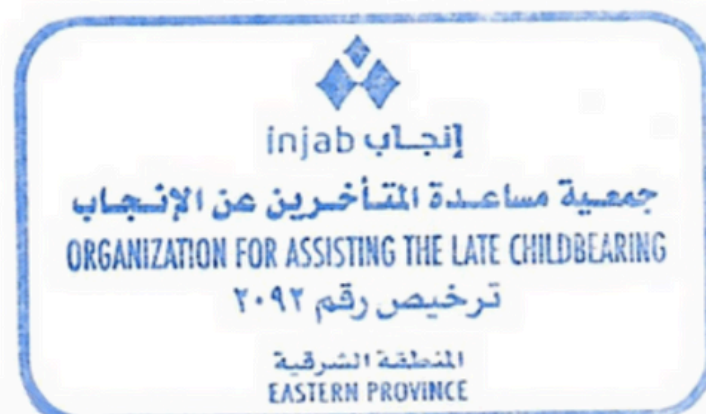 injab إنجاب
جمعية مساعدة المتأخرين عن الإنجاب
ORGANIZATION FOR ASSISTING THE LATE CHILDBEARING
ترخيص رقم ٢٠٩٢
المنطقة الشرقية
EASTERN PROVINCE